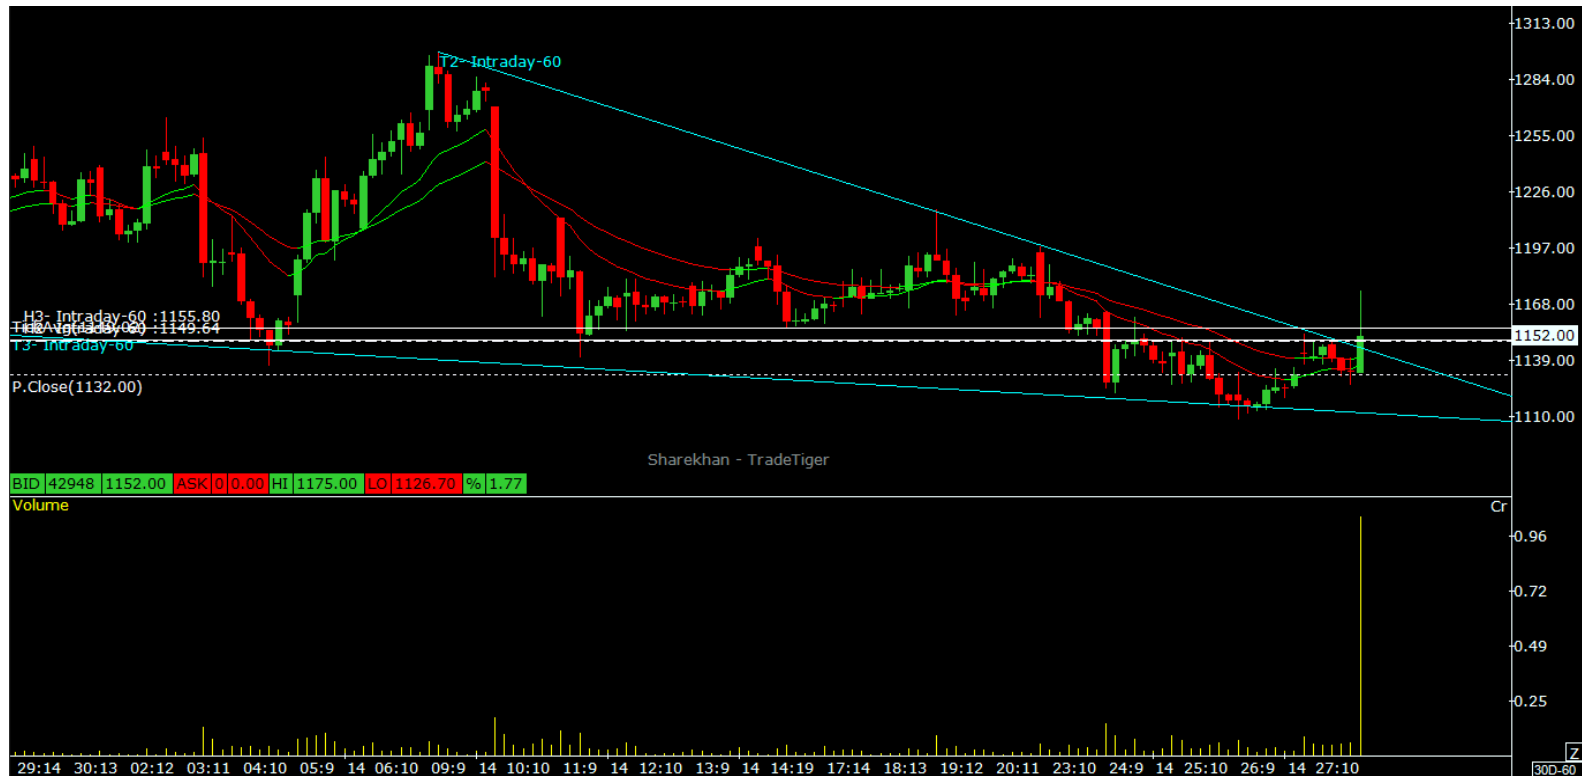 1313.00
T2- Intraday-60
1284.00
1255.00
1226.00
1197.00
1168.00
H3- Intraday-60 :1155.80
:1149.64
1152.00
T3- Intraday-60
1139.00
P.Close(1132.00)
1110.00
Sharekhan - TradeTiger
BID 42948 1152.00 ASK 0 0.00 HI 1175.00 LO 1126.70 % 1.77
Volume
Cr
0.96
0.72
0.49
0.25
Z
29:14 30:13 02:12 03:11 04:10 05:9 14 06:10 09:9 14 10:10 11:9 14 12:10 13:9 14 14:19 17:14 18:13 19:12 20:11 23:10 24:9 14 25:10 26:9 14 27:10
30D-60